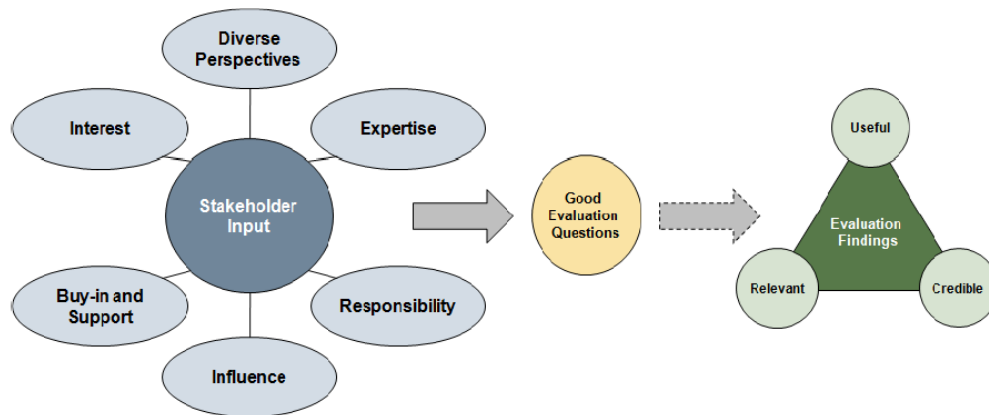 Diverse
Perspectives
Interest
Expertise
Stakeholder
Input
Buy-in and
Support
Responsibility
Influence
Good
Evaluation
Questions
Useful
Evaluation
Findings
Relevant
Credible